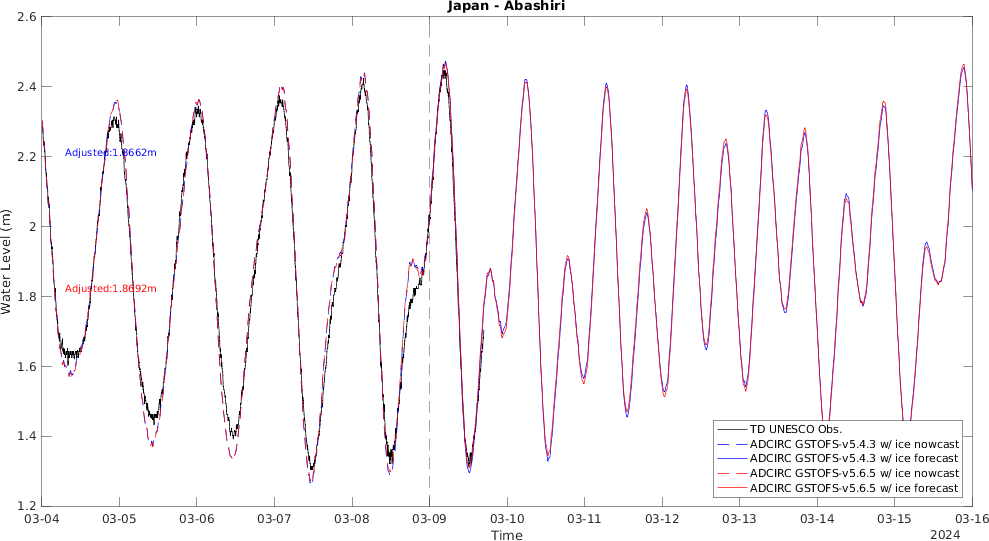 Japan - Abashiri
Water Level (m)
2.6
2.4
2.2
2
1.8
1.6
1.4
1.2
Adjusted:1.8662m
Adjusted:1.8692m
TD UNESCO Obs.
ADCIRC GSTOFS-v5.4.3 w/ ice nowcast
ADCIRC GSTOFS-v5.4.3 w/ ice forecast
ADCIRC GSTOFS-v5.6.5 w/ ice nowcast
ADCIRC GSTOFS-v5.6.5 w/ ice forecast
03-04 03-05 03-06 03-07 03-08 03-09 03-10 03-11 03-12 03-13 03-14 03-15 03-16
Time
2024